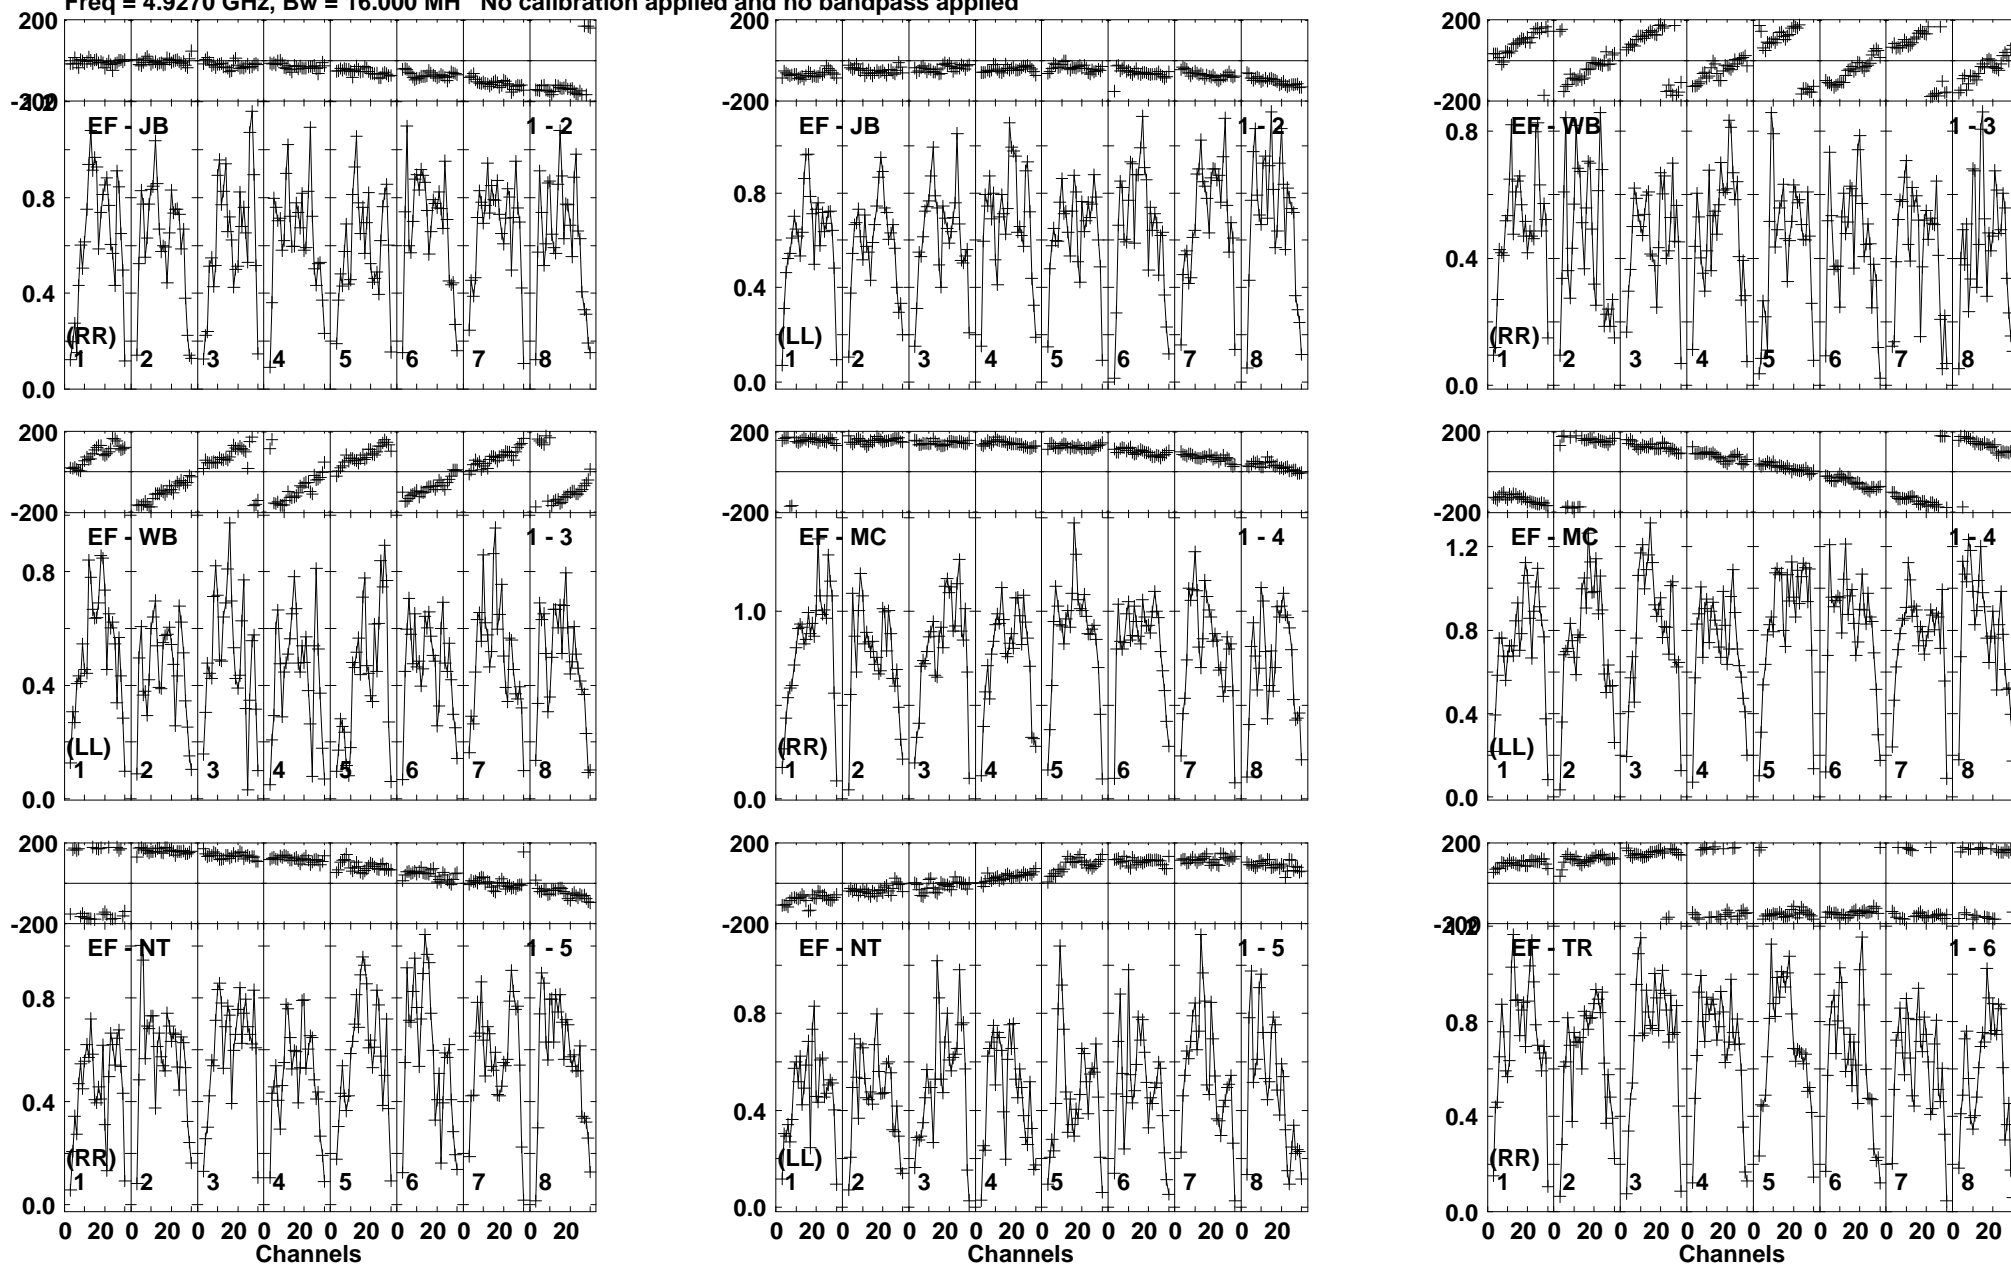 Freq = 4.9270 GHz, Bw = 16.000 MH No calibration applied and no bandpass applied
200 200 200
-200 -200 -200
1.2
EF - JB 1 - 2 EF - JB 1 - 2 EF - WB 1 - 3
0.8 0.8 0.8
0.4 0.4 0.4
(RR) (LL) (RR)
1 2 3 4 5 6 7 8 1 2 3 4 5 6 7 8 1 2 3 4 5 6 7 8
0.0 0.0 0.0
200 200 200
-200 -200 -200
EF - WB 1 - 3 EF - MC 1 - 4 EF - MC 1 - 4
0.8 1.0 1.2
0.8
0.4 0.4
(LL) (RR) (LL)
1 2 3 4 5 6 7 8 1 2 3 4 5 6 7 8 1 2 3 4 5 6 7 8
0.0 0.0 0.0
200 200 200
-200 -200 -200
1.2
EF - NT 1 - 5 EF - NT 1 - 5 EF - TR 1 - 6
0.8 0.8 0.8
0.4 0.4 0.4
(RR) (LL) (RR)
1 2 3 4 5 6 7 8 1 2 3 4 5 6 7 8 1 2 3 4 5 6 7 8
0.0 0.0 0.0
0 20 0 20 0 20 0 20 0 20 0 20 0 20 0 20 0 20 0 20 0 20 0 20 0 20 0 20 0 20 0 20 0 20 0 20 0 20 0 20 0 20 0 20 0 20 0 20
Channels Channels Channels